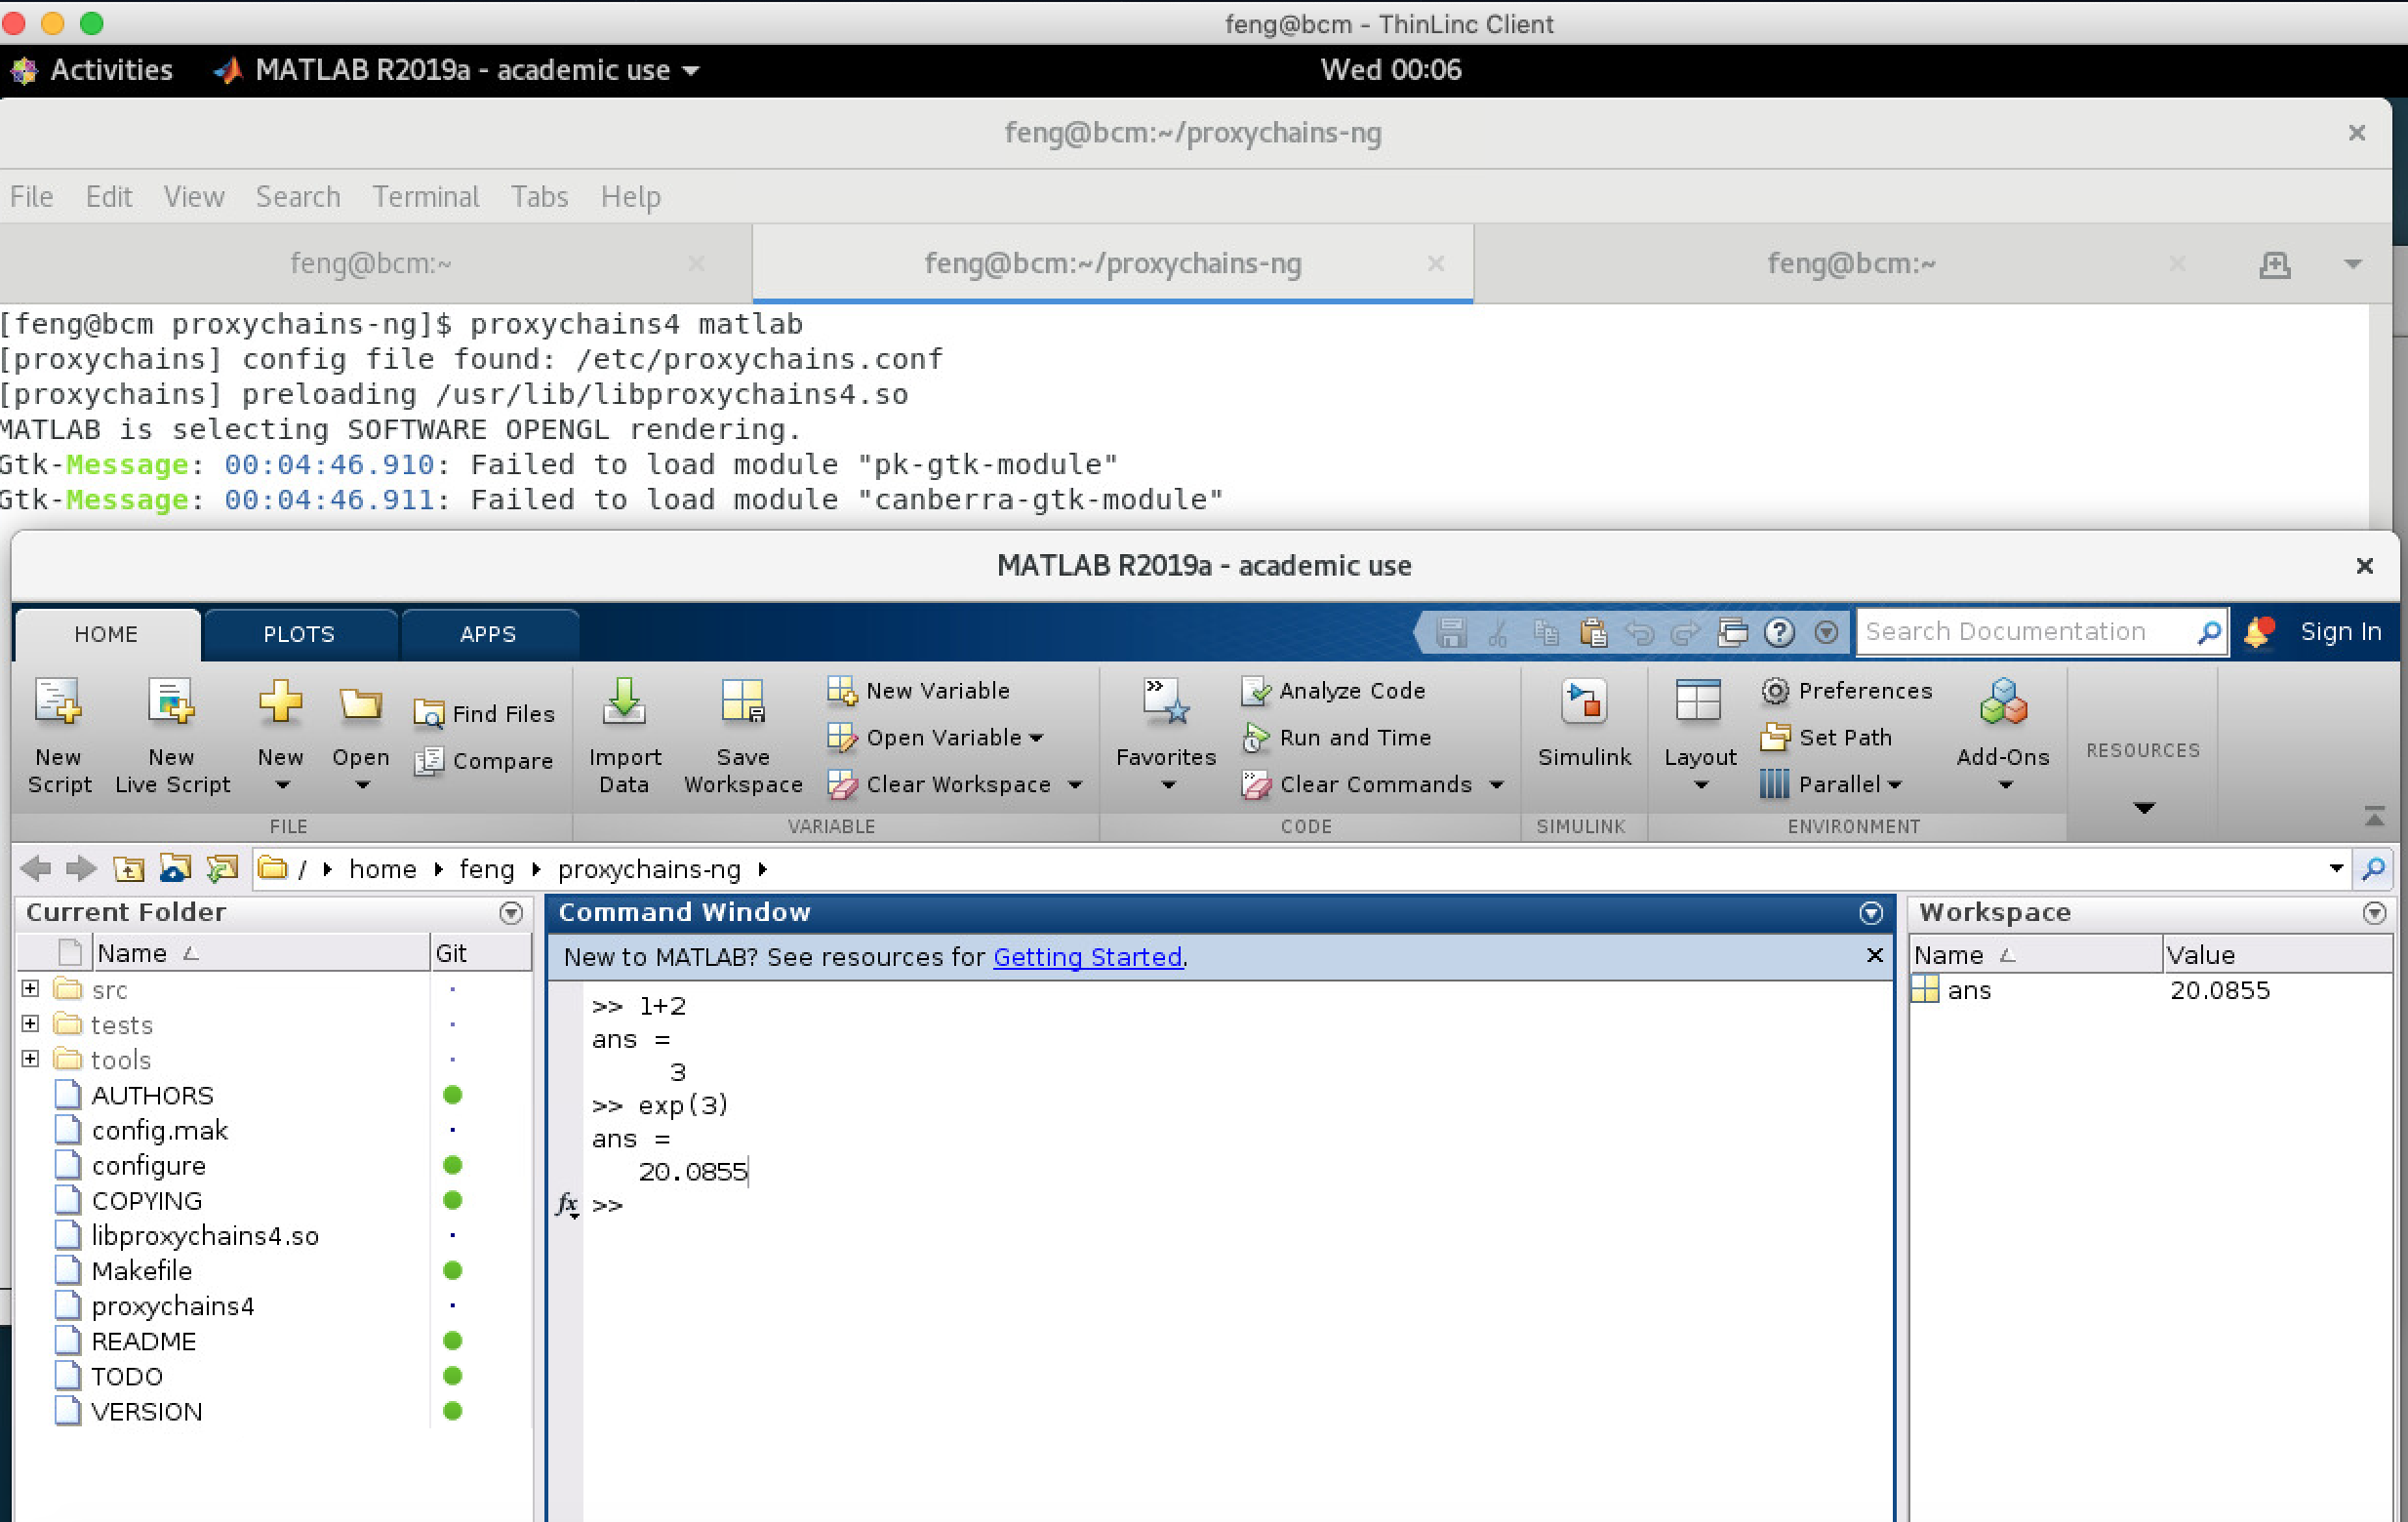 feng@bcm - ThinLinc Client
Activities MATLAB R2019a - academic use Wed 00:06
feng@bcm:~/proxychains-ng
File Edit View Search Terminal Tabs Help
feng@bcm:~ feng@bcm:~/proxychains-ng feng@bcm:~
[feng@bcm proxychains-ng]$ proxychains4 matlab
[proxychains] config file found: /etc/proxychains.conf
[proxychains] preloading /usr/lib/libproxychains4.so
MATLAB is selecting SOFTWARE OPENGL rendering.
Gtk-Message: 00:04:46.910: Failed to load module "pk-gtk-module"
Gtk-Message: 00:04:46.911: Failed to load module "canberra-gtk-module"
MATLAB R2019a - academic use
HOME PLOTS APPS Search Documentation Sign In
New Script
New Live Script
New
Open
Find Files
Compare
FILE
Import Data
Save Workspace
New Variable
Open Variable
Clear Workspace
VARIABLE
Favorites
Analyze Code
Run and Time
Clear Commands
CODE
Simulink
SIMULINK
Layout
Preferences
Set Path
Parallel
Add-Ons
ENVIRONMENT
RESOURCES
/ home feng proxychains-ng
Current Folder
Name Git
src
tests
tools
AUTHORS
config.mak
configure
COPYING
libproxychains4.so
Makefile
proxychains4
README
TODO
VERSION
Command Window
New to MATLAB? See resources for Getting Started.
>> 1+2
ans =
3
>> exp(3)
ans =
20.0855
fx >>
Workspace
Name Value
ans 20.0855